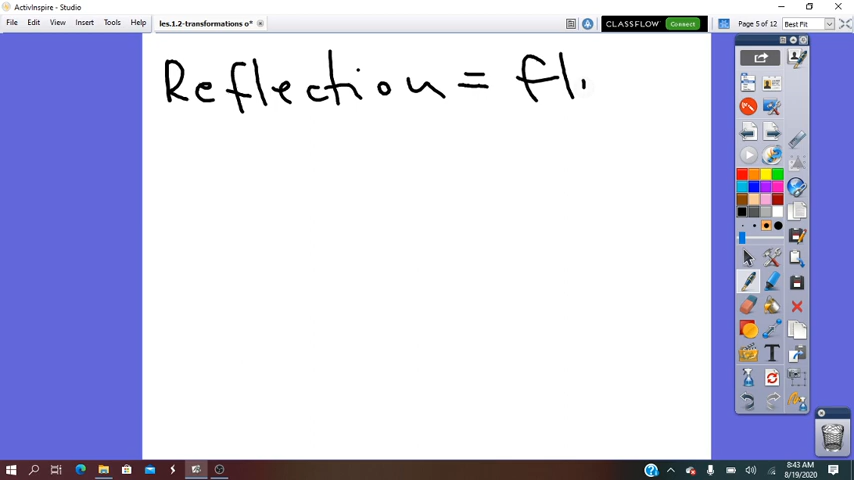 ActivInspire - Studio
File Edit View Insert Tools Help
les.1.2-transformations o*
CLASSFLOW Connect
Page 5 of 12
Best Fit
Reflection = fli
T
8:43 AM
8/19/2020